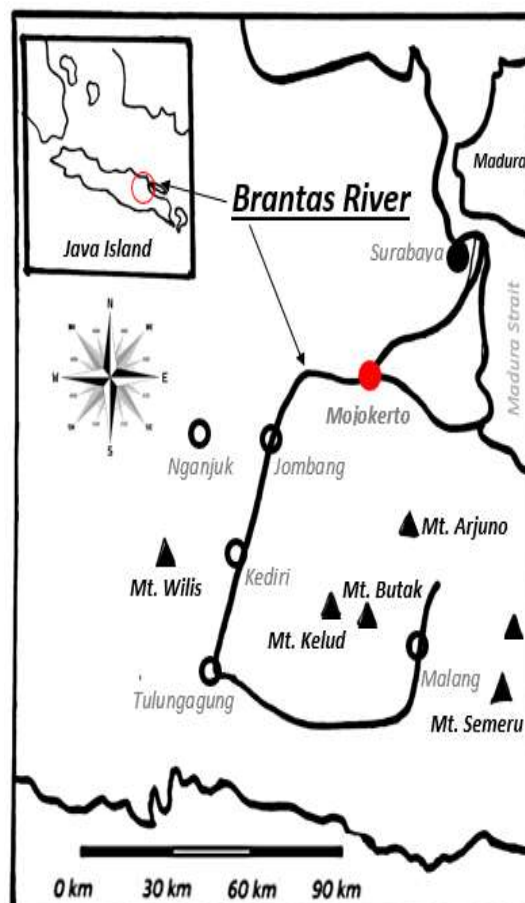 Java Island
Brantas River
Madura
Surabaya
Madura Strait
N
W
E
S
Mojokerto
Nganjuk
Jombang
Mt. Arjuno
Kediri
Mt. Wilis
Mt. Butak
Mt. Kelud
Malang
Tulungagung
Mt. Semeru
0 km 30 km 60 km 90 km